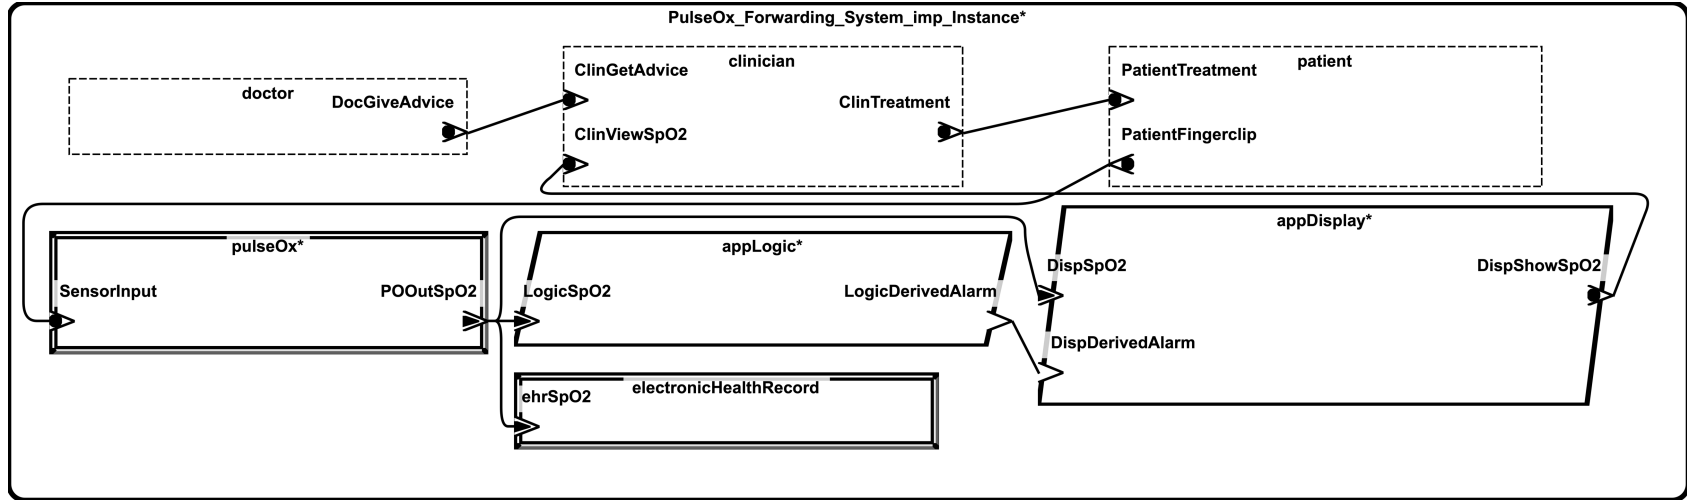 PulseOx_Forwarding_System_imp_Instance*
doctor
DocGiveAdvice
clinician
ClinGetAdvice
ClinTreatment
ClinViewSpO2
patient
PatientTreatment
PatientFingerclip
pulseOx*
SensorInput
POOutSpO2
appLogic*
LogicSpO2
LogicDerivedAlarm
appDisplay*
DispSpO2
DispShowSpO2
DispDerivedAlarm
electronicHealthRecord
ehrSpO2